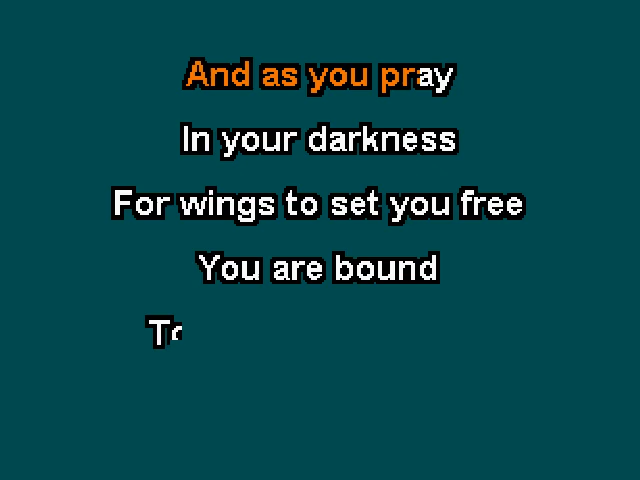 And as you pray
In your darkness
For wings to set you free
You are bound